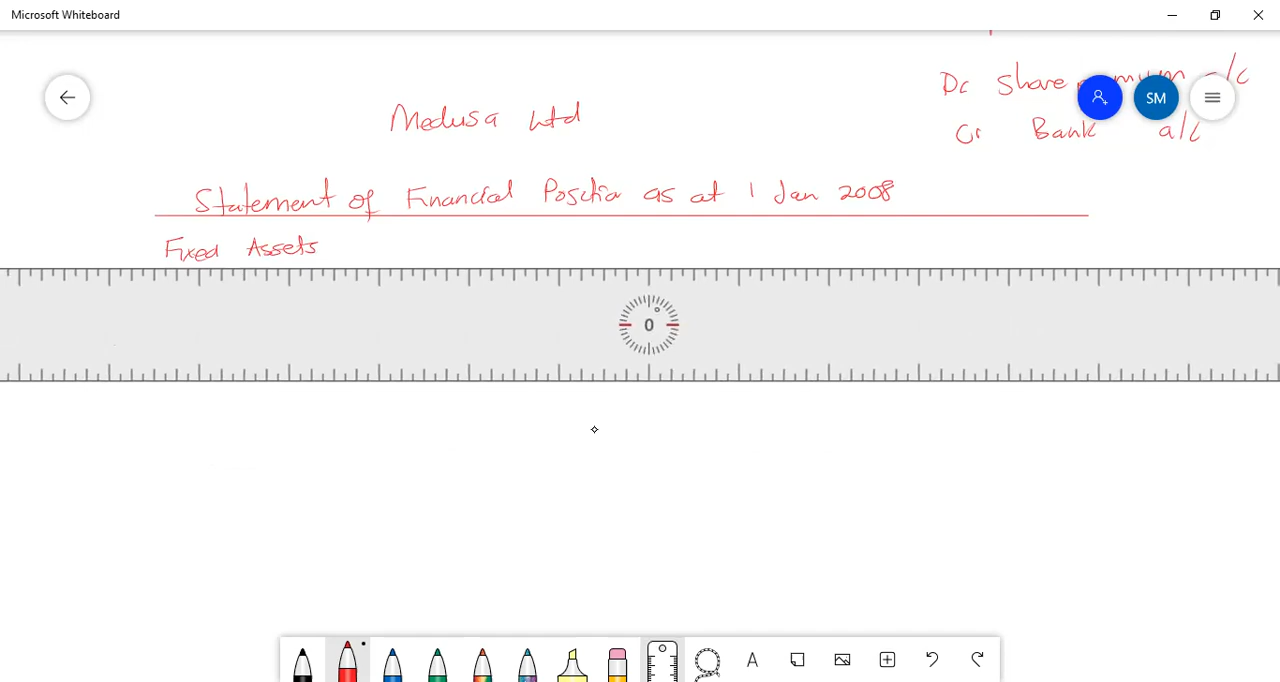 Microsoft Whiteboard
Dr Share a/c
SM
Cr Bank a/c
Medusa Ltd
Statement of Financial Position as at 1 Jan 2008
Fixed Assets
0
A